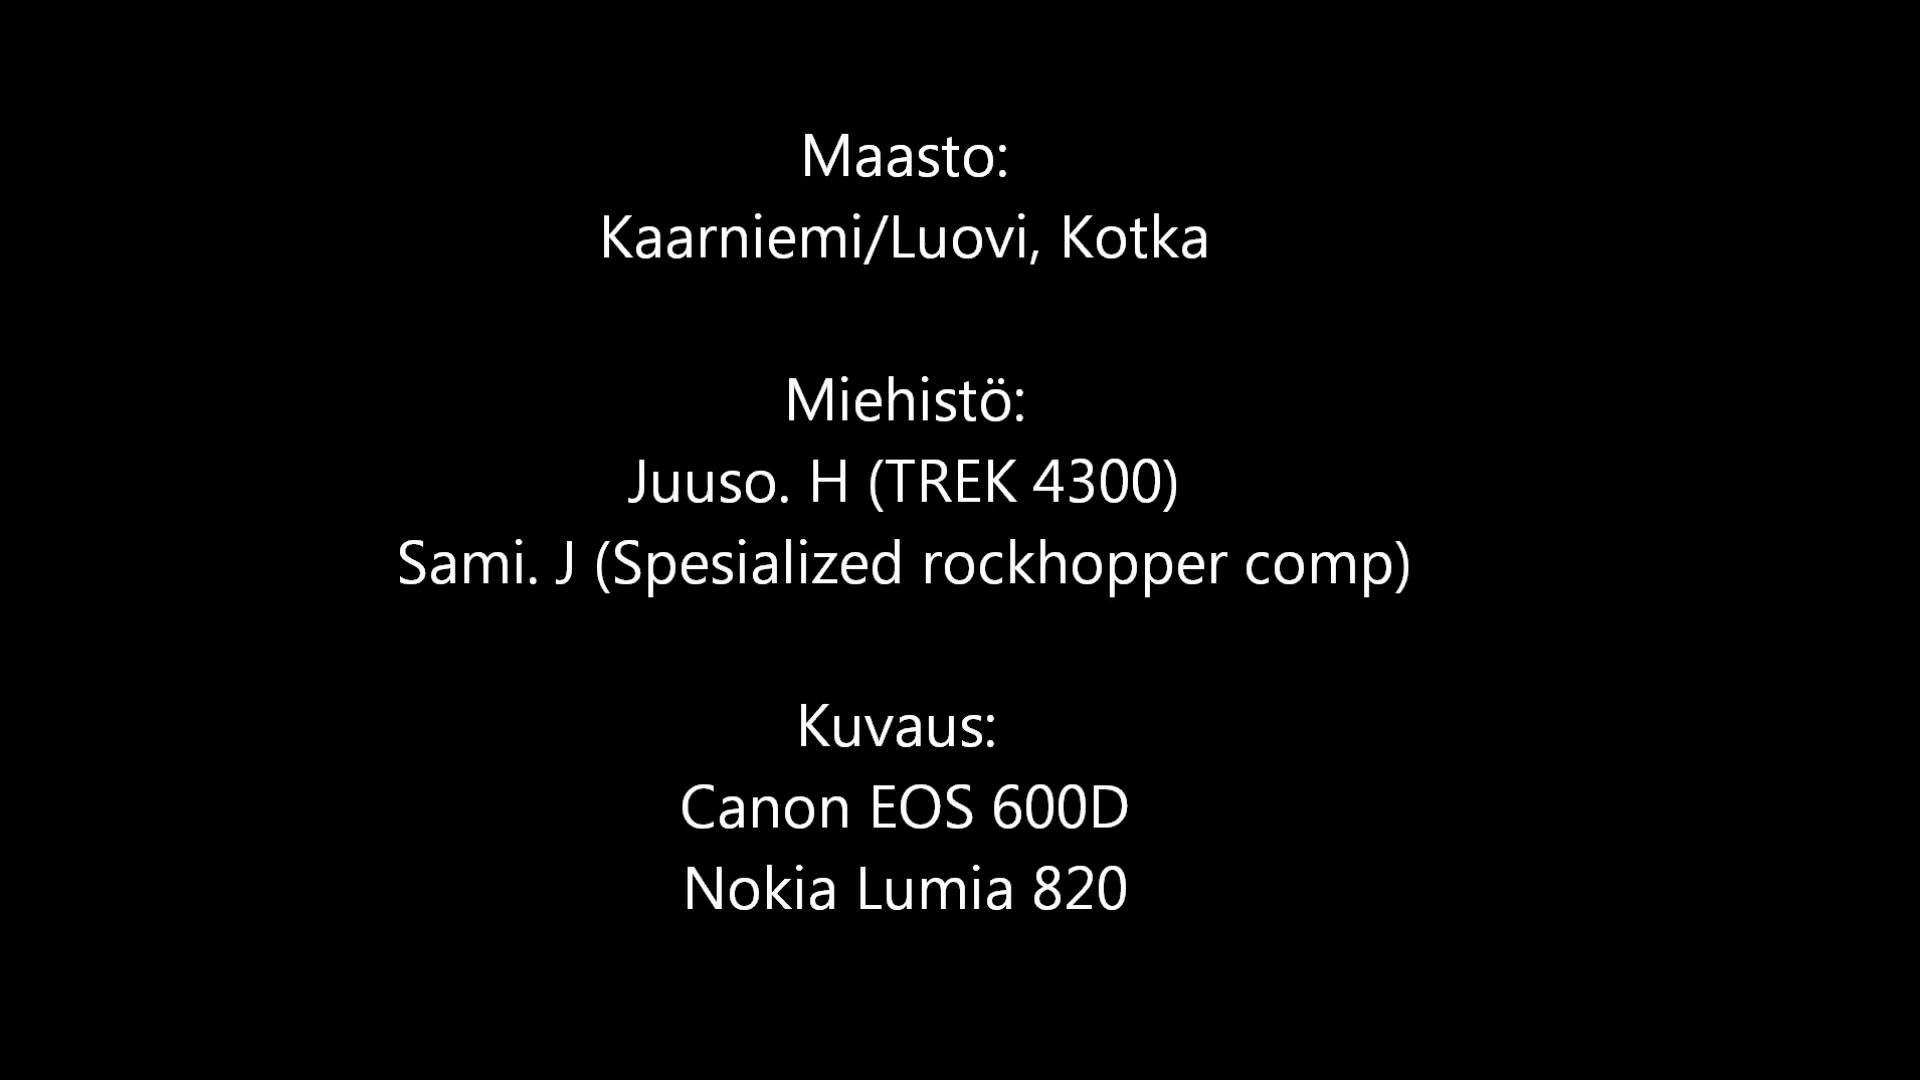 Maasto:
Kaarniemi/Luovi, Kotka
Miehistö:
Juuso. H (TREK 4300)
Sami. J (Spesialized rockhopper comp)
Kuvaus:
Canon EOS 600D
Nokia Lumia 820